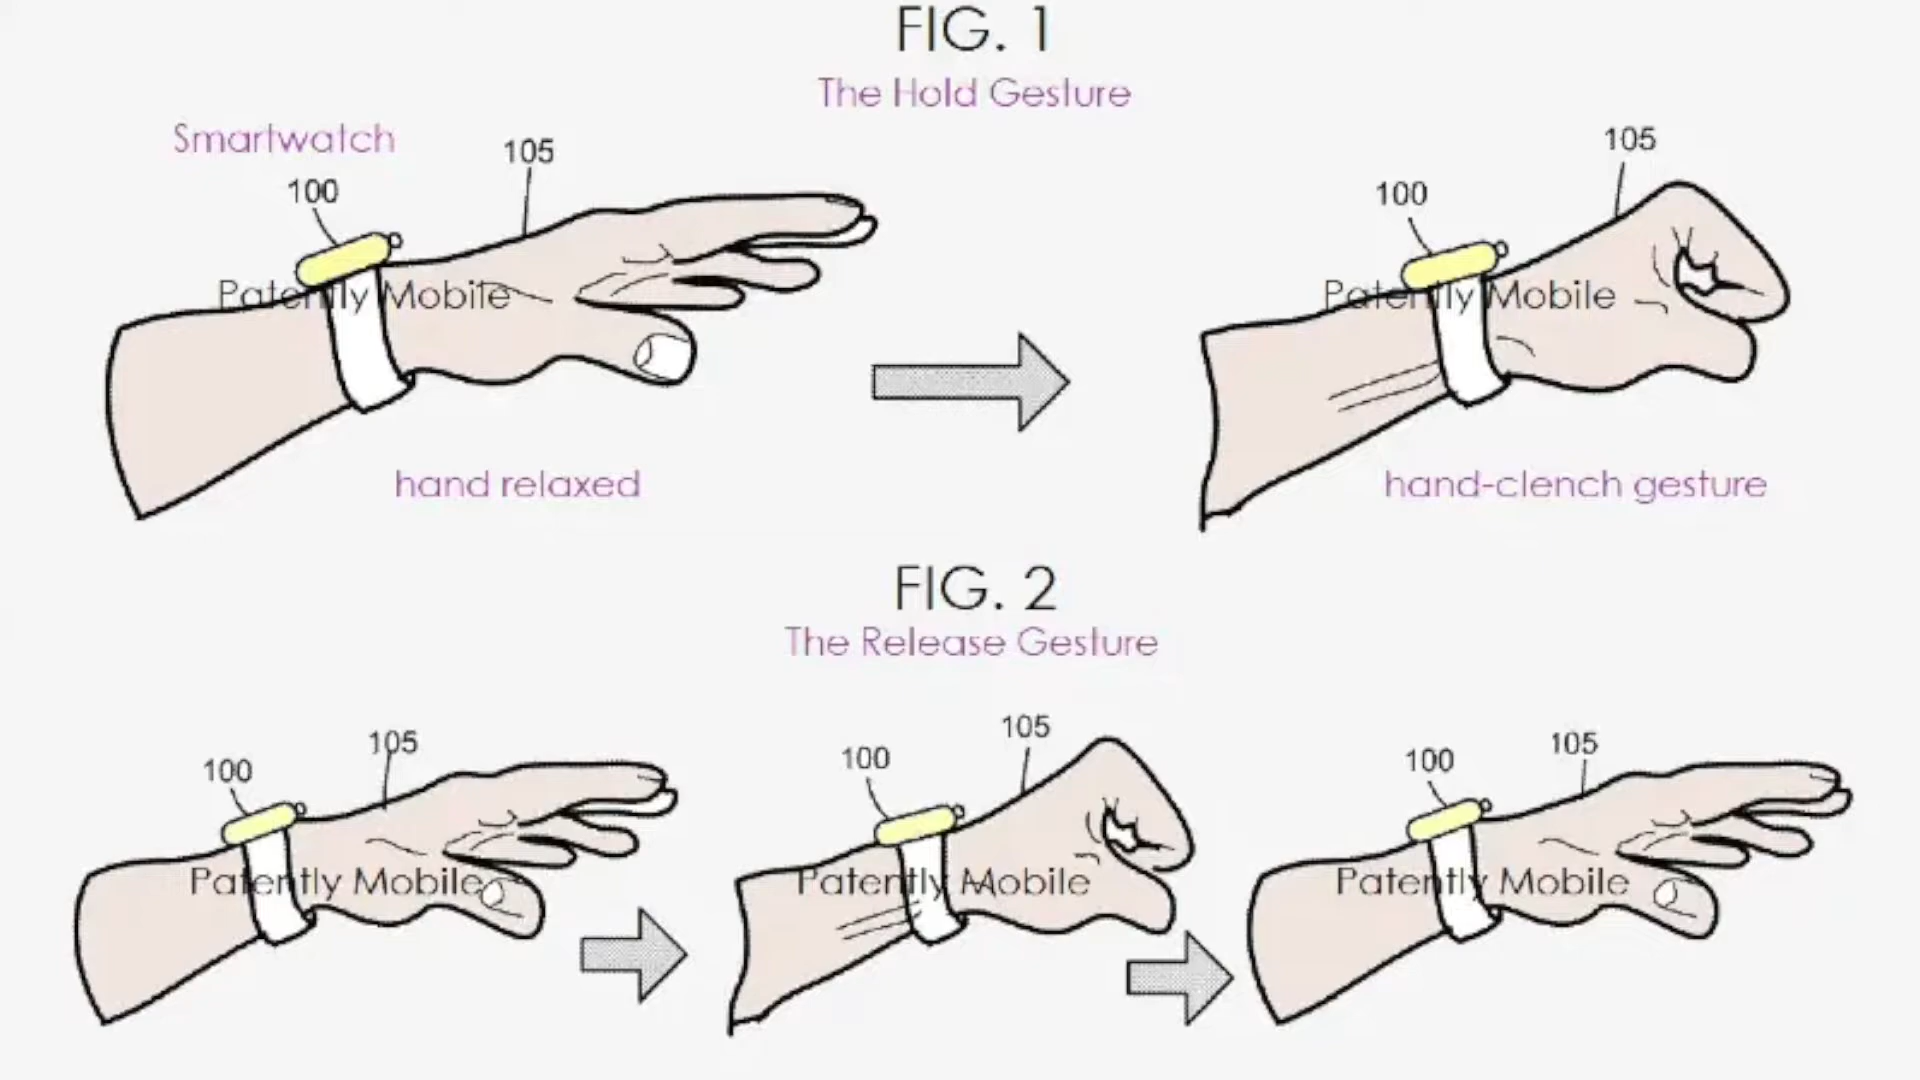 FIG. 1
The Hold Gesture
Smartwatch
100
105
100
105
Patently Mobile
Patently Mobile
hand relaxed
hand-clench gesture
FIG. 2
The Release Gesture
100
105
100
105
100
105
Patently Mobile
Patently Mobile
Patently Mobile